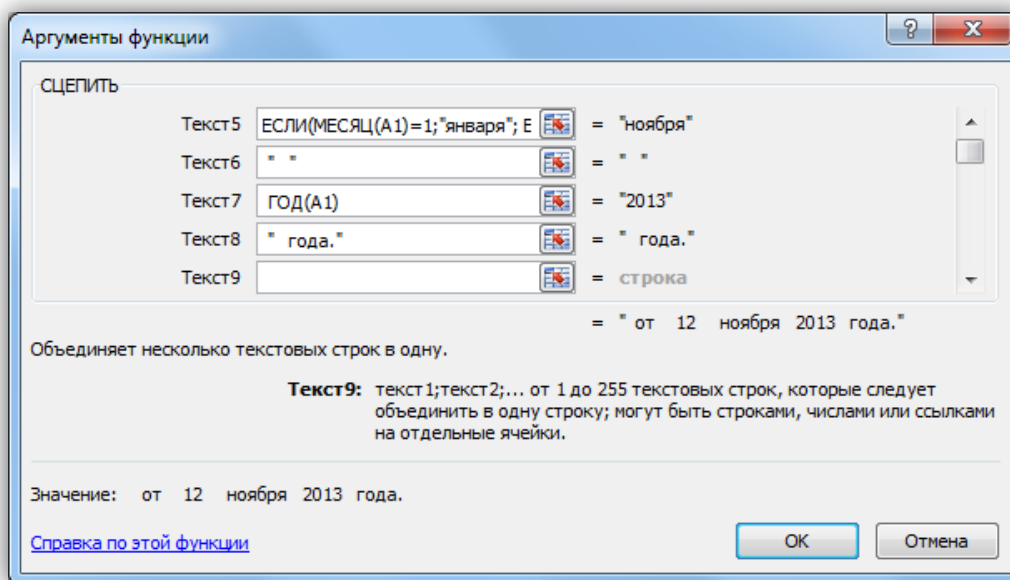 Аргументы функции
СЦЕПИТЬ
Текст5 ЕСЛИ(МЕСЯЦ(A1)=1;"января"; Е = "ноября"
Текст6 "  " = "  "
Текст7 ГОД(A1) = "2013"
Текст8 "  года." = "  года."
Текст9 = строка
= " от  12   ноября  2013  года."
Объединяет несколько текстовых строк в одну.
Текст9: текст1;текст2;... от 1 до 255 текстовых строк, которые следует
объединить в одну строку; могут быть строками, числами или ссылками
на отдельные ячейки.
Значение:  от  12   ноября  2013  года.
Справка по этой функции
ОК Отмена